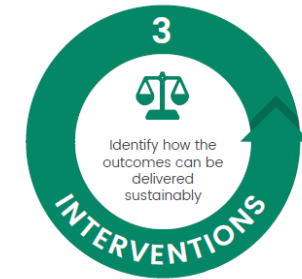 3
Identify how the
outcomes can be
delivered
sustainably
INTERVENTIONS